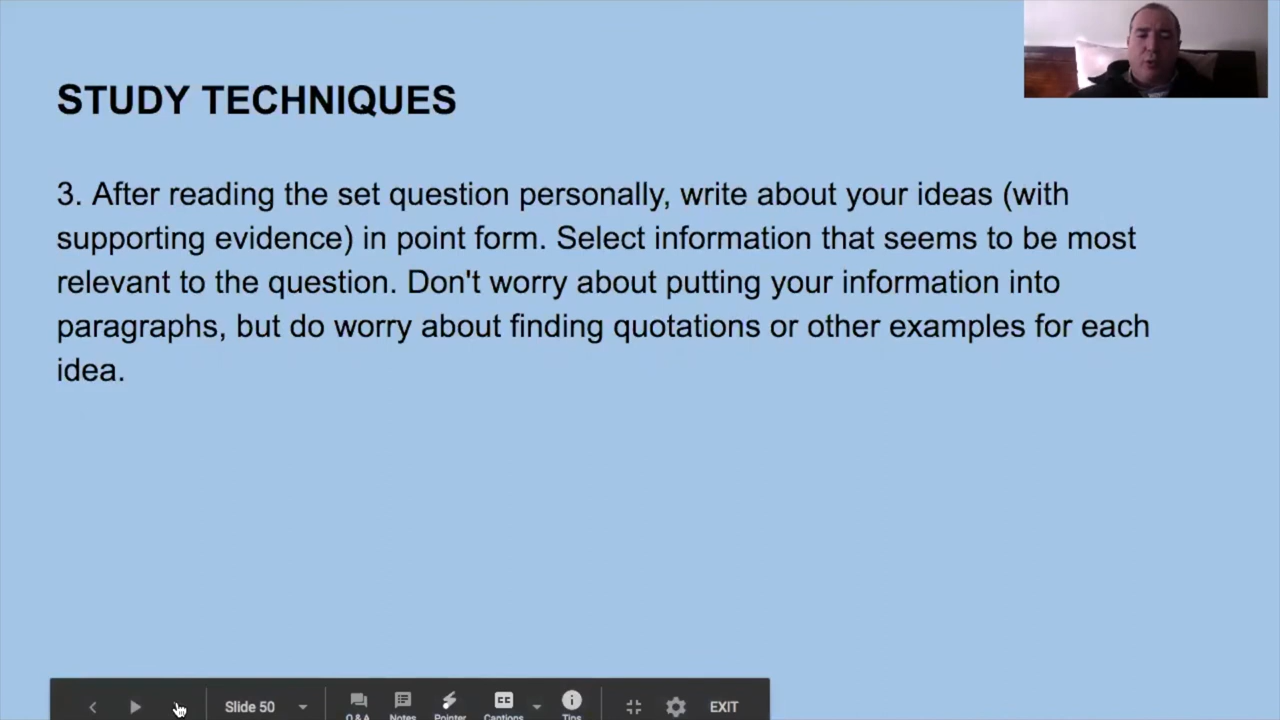 STUDY TECHNIQUES
3. After reading the set question personally, write about your ideas (with
supporting evidence) in point form. Select information that seems to be most
relevant to the question. Don't worry about putting your information into
paragraphs, but do worry about finding quotations or other examples for each
idea.
Slide 50
Q&A Notes Pointer Captions Tips
EXIT